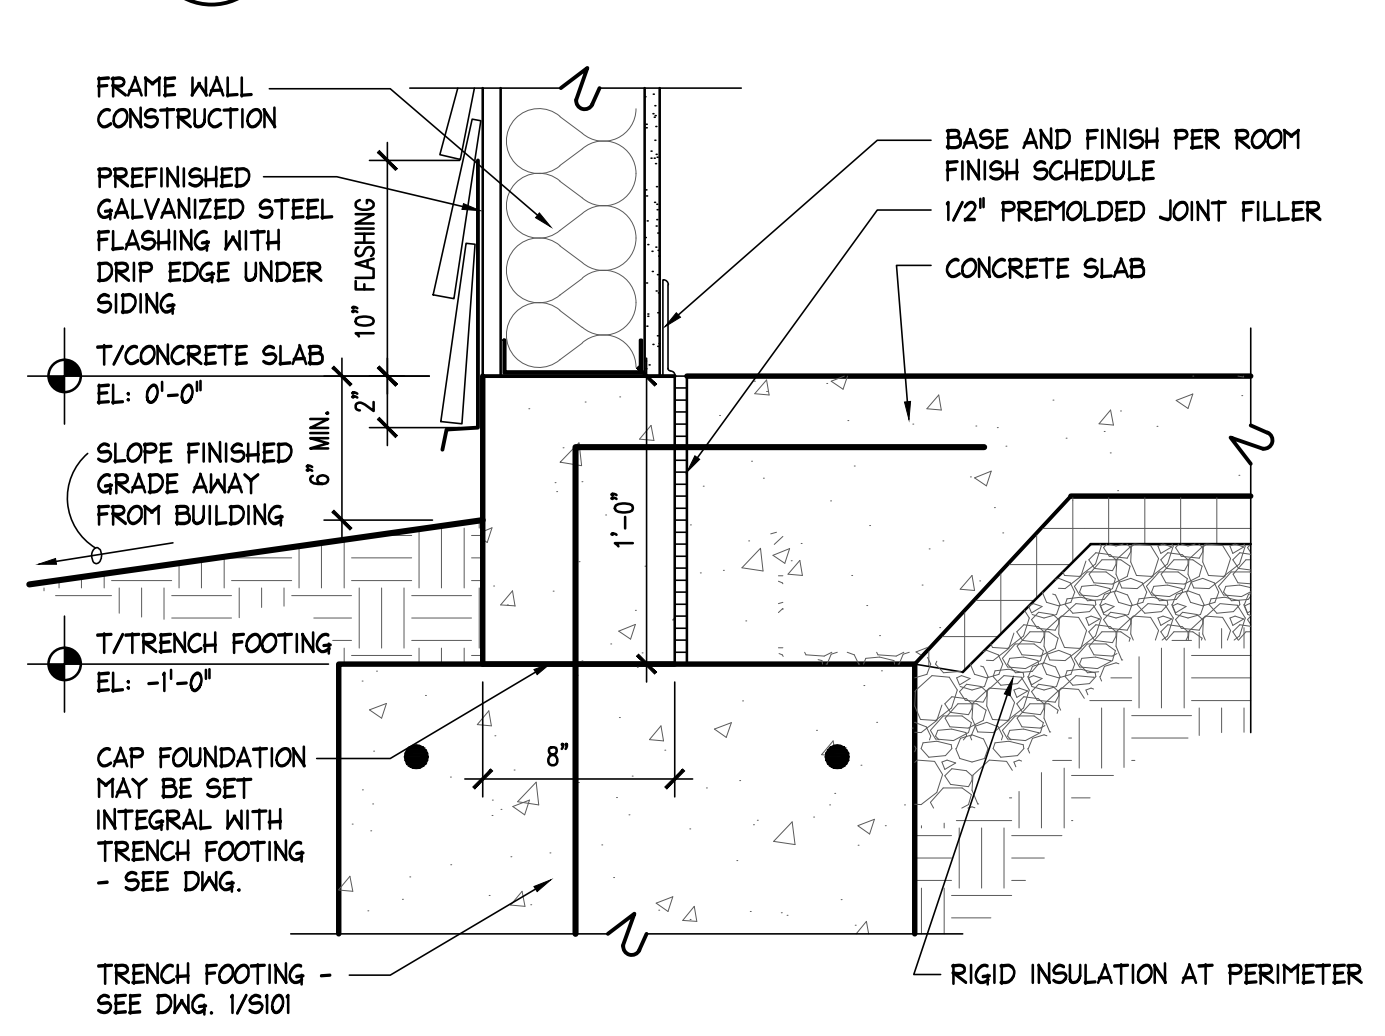 FRAME WALL
CONSTRUCTION
PREFINISHED
GALVANIZED STEEL
FLASHING WITH
DRIP EDGE UNDER
SIDING
10" FLASHING
T/CONCRETE SLAB
EL: 0'-0"
2"
6" MIN.
SLOPE FINISHED
GRADE AWAY
FROM BUILDING
T/TRENCH FOOTING
EL: -1'-0"
CAP FOUNDATION
MAY BE SET
INTEGRAL WITH
TRENCH FOOTING
- SEE DWG.
TRENCH FOOTING -
SEE DWG. 1/S101
1'-0"
8"
BASE AND FINISH PER ROOM
FINISH SCHEDULE
1/2" PREMOLDED JOINT FILLER
CONCRETE SLAB
RIGID INSULATION AT PERIMETER